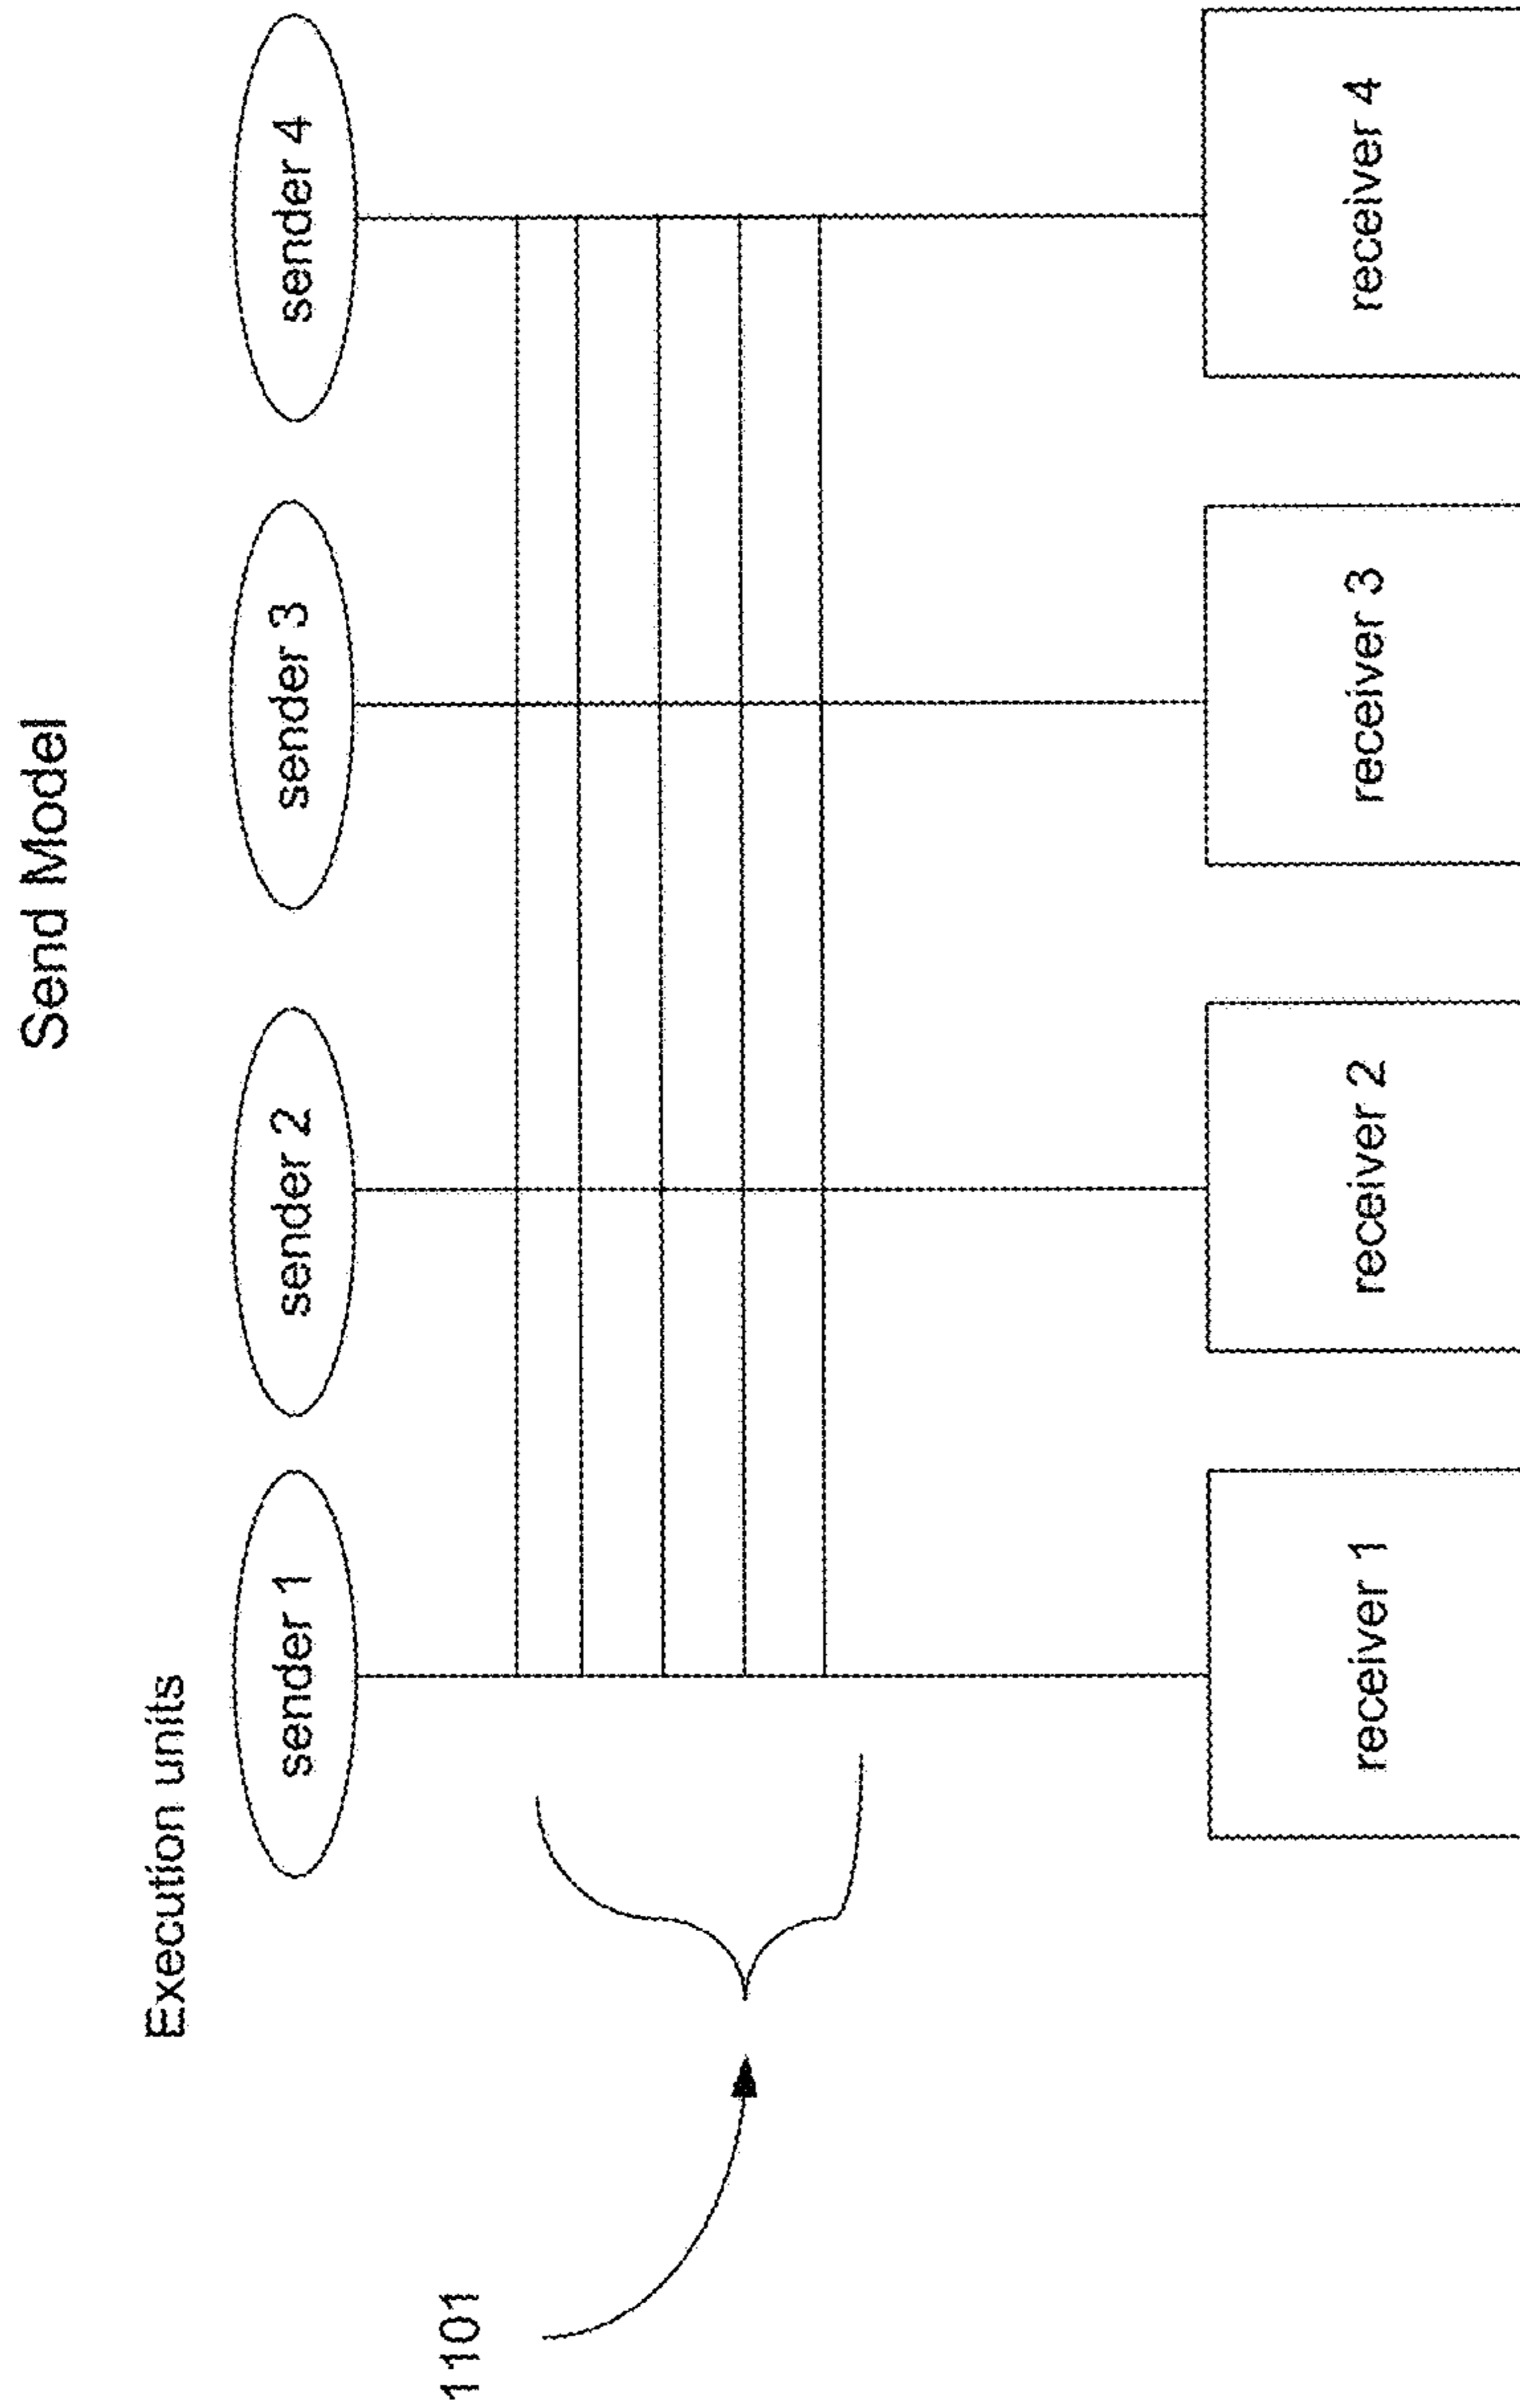 Send Model
Execution units
sender 1
sender 2
sender 3
sender 4
1101
receiver 1
receiver 2
receiver 3
receiver 4